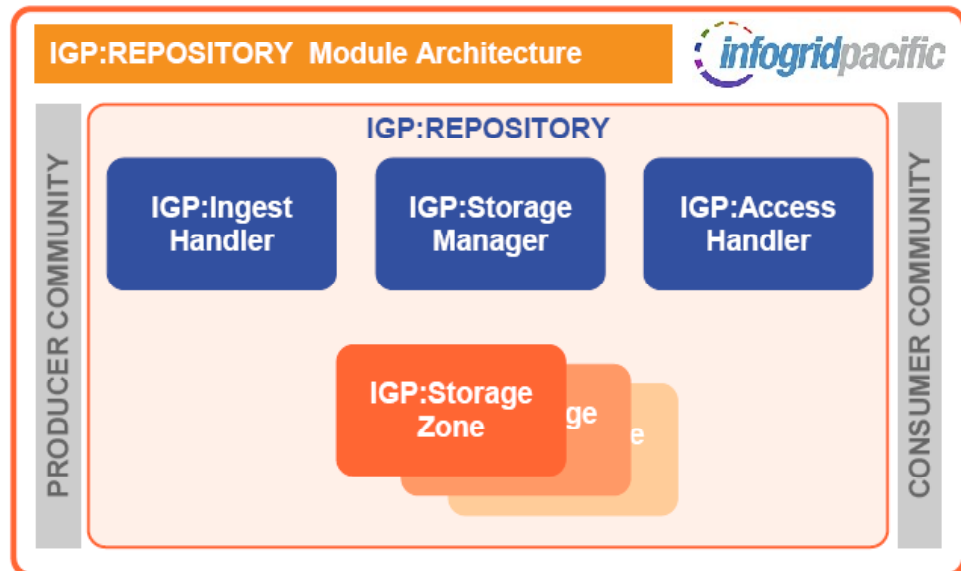 IGP:REPOSITORY Module Architecture
infogridpacific
PRODUCER COMMUNITY
IGP:REPOSITORY
IGP:Ingest
Handler
IGP:Storage
Manager
IGP:Access
Handler
IGP:Storage
Zone
ge
e
CONSUMER COMMUNITY